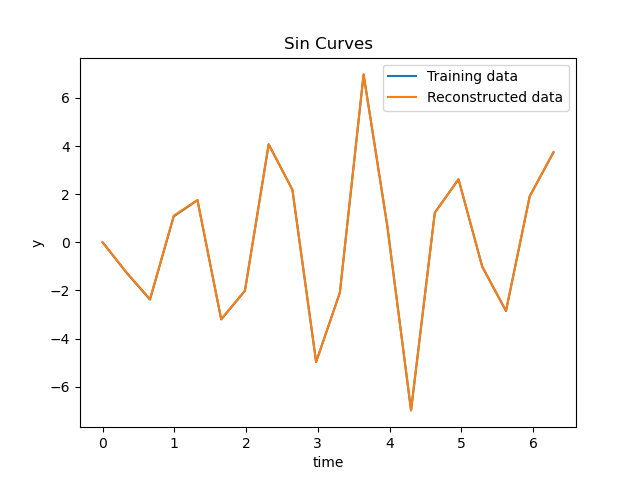 Sin Curves
Training data
Reconstructed data
6
4
2
0
−2
−4
−6
y
0 1 2 3 4 5 6
time